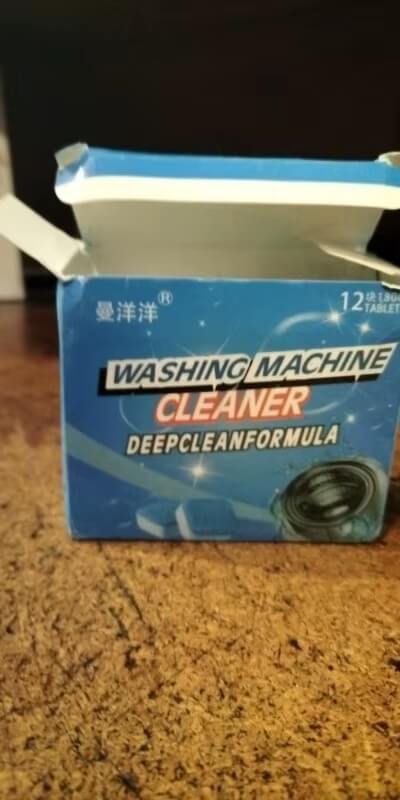 曼洋洋®
12块
TABLET
WASHING MACHINE
CLEANER
DEEPCLEANFORMULA